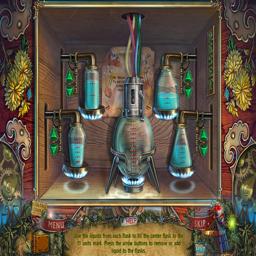 MENU
HELP
SKIP
Use the liquids from each flask to fill the center flask to the
11 units mark. Press the arrow buttons to remove or add
liquid to the flasks.